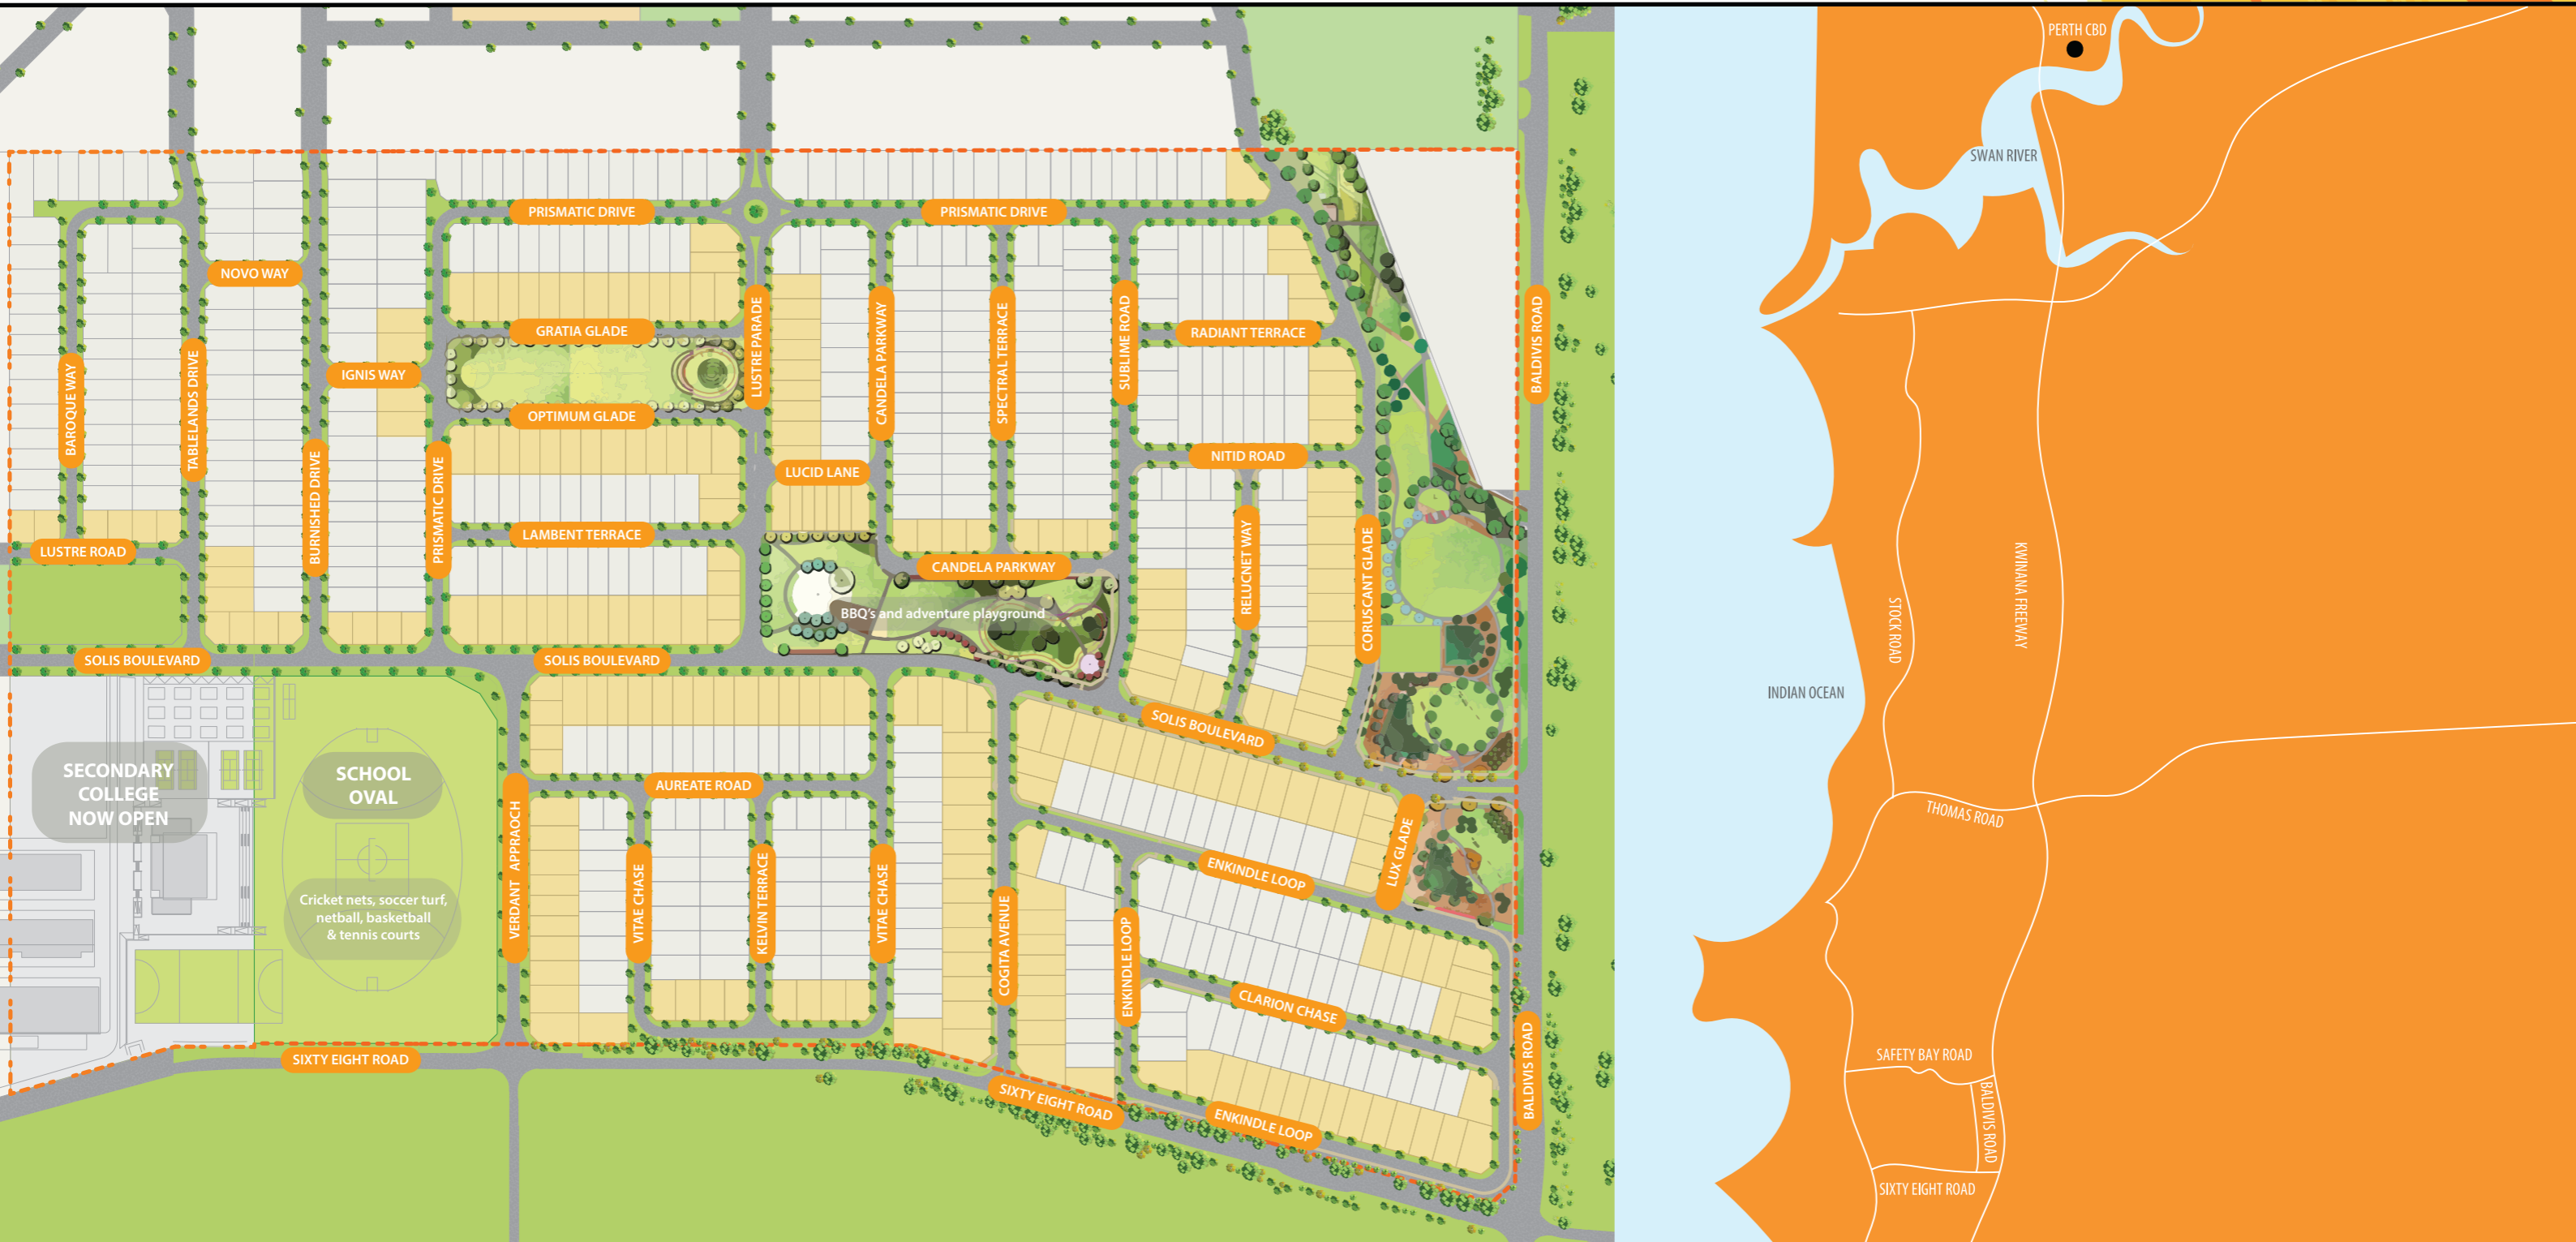 PRISMATIC DRIVE
PRISMATIC DRIVE
NOVO WAY
GRATIA GLADE
RADIANT TERRACE
IGNIS WAY
OPTIMUM GLADE
LUSTRE PARADE
CANDELA PARKWAY
SPECTRAL TERRACE
SUBLIME ROAD
BALDIVIS ROAD
BAROQUE WAY
TABLELANDS DRIVE
BURNISHED DRIVE
PRISMATIC DRIVE
LUCID LANE
NITID ROAD
LAMBENT TERRACE
LUSTRE ROAD
CANDELA PARKWAY
RELUCNET WAY
CORUSCANT GLADE
BBQ's and adventure playground
SOLIS BOULEVARD
SOLIS BOULEVARD
SOLIS BOULEVARD
SECONDARY
COLLEGE
NOW OPEN
SCHOOL
OVAL
Cricket nets, soccer turf,
netball, basketball
& tennis courts
AUREATE ROAD
VERDANT APPRAOCH
VITAE CHASE
KELVIN TERRACE
VITAE CHASE
COGITA AVENUE
ENKINDLE LOOP
ENKINDLE LOOP
LUX GLADE
CLARION CHASE
BALDIVIS ROAD
SIXTY EIGHT ROAD
SIXTY EIGHT ROAD
ENKINDLE LOOP
PERTH CBD
SWAN RIVER
KWINANA FREEWAY
STOCK ROAD
INDIAN OCEAN
THOMAS ROAD
SAFETY BAY ROAD
BALDIVIS ROAD
SIXTY EIGHT ROAD